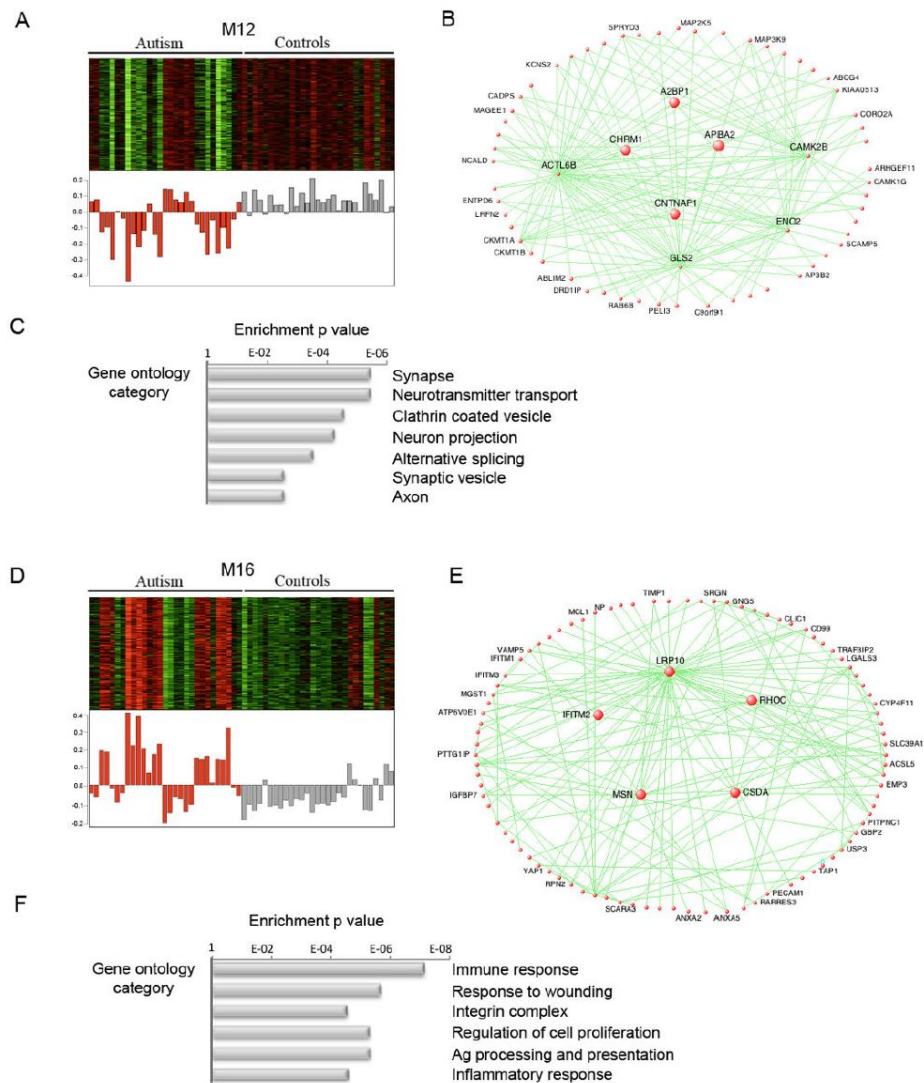 A
M12
Autism
Controls
0.2
0.1
0.0
-0.1
-0.2
-0.3
-0.4
B
MAP2K5
SPRYD3
MAP3K9
KCNS2
ABCG4
KIAA0513
CADPS
A2BP1
MAGEE1
CORO2A
CHRM1
APBA2
CAMK2B
NCALD
ACTL6B
ARHGEF11
CAMK1G
ENTPD6
LRFN2
CNTNAP1
ENO2
CKMT1A
SCAMP5
CKMT1B
GLS2
ABLIM2
AP3B2
DRD1IP
RAB6B
PELI3
C9orf91
C
Enrichment p value
1 E-02 E-04 E-06
Gene ontology
category
Synapse
Neurotransmitter transport
Clathrin coated vesicle
Neuron projection
Alternative splicing
Synaptic vesicle
Axon
D
M16
Autism
Controls
0.4
0.3
0.2
0.1
0.0
-0.1
-0.2
E
TIMP1
SRGN
NP
GNG5
MCL1
CLIC1
CD99
VAMP5
TRAF3IP2
IFITM1
LRP10
LGALS3
IFITM3
MGST1
RHOC
CYP4F11
ATP6V0E1
IFITM2
SLC39A1
PTTG1IP
ACSL5
EMP3
IGFBP7
MSN
CSDA
PITPNC1
GBP2
USP3
YAP1
TAP1
RPN2
PECAM1
RARRES3
SCARA3
ANXA2
ANXA5
F
Enrichment p value
1 E-02 E-04 E-06 E-08
Gene ontology
category
Immune response
Response to wounding
Integrin complex
Regulation of cell proliferation
Ag processing and presentation
Inflammatory response